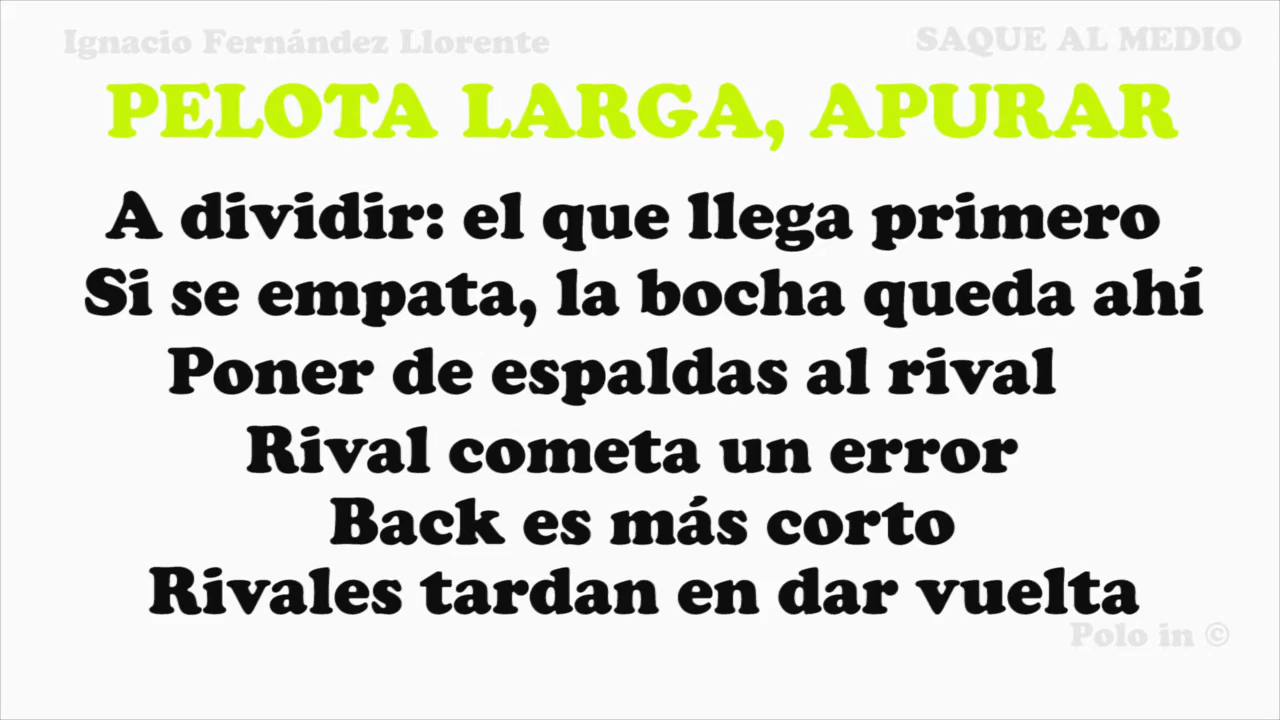 Ignacio Fernández Llorente
SAQUE AL MEDIO
PELOTA LARGA, APURAR
A dividir: el que llega primero
Si se empata, la bocha queda ahí
Poner de espaldas al rival
Rival cometa un error
Back es más corto
Rivales tardan en dar vuelta
Polo in ©